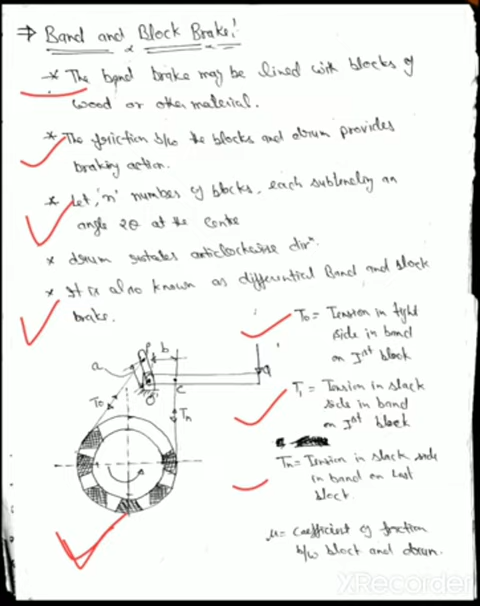 ⇒ Band and Block Brake!
* The band brake may be lined with blocks of
wood or other material.
* The friction b/w the blocks and drum provides
braking action.
* Let, 'n' number of blocks, each subtending an
angle 2θ at the centre
* drum rotates anticlockwise dirⁿ.
* It is also known as differential Band and block
brake.
T₀ = Tension in tight
side in band
on Ist block
T₁ = Tension in slack
side in band
on Ist block
Tn = Tension in slack side
in band on last
block.
μ = coefficient of friction
b/w block and drum.
a
b
C
O
T₀
Tn
XRecorder